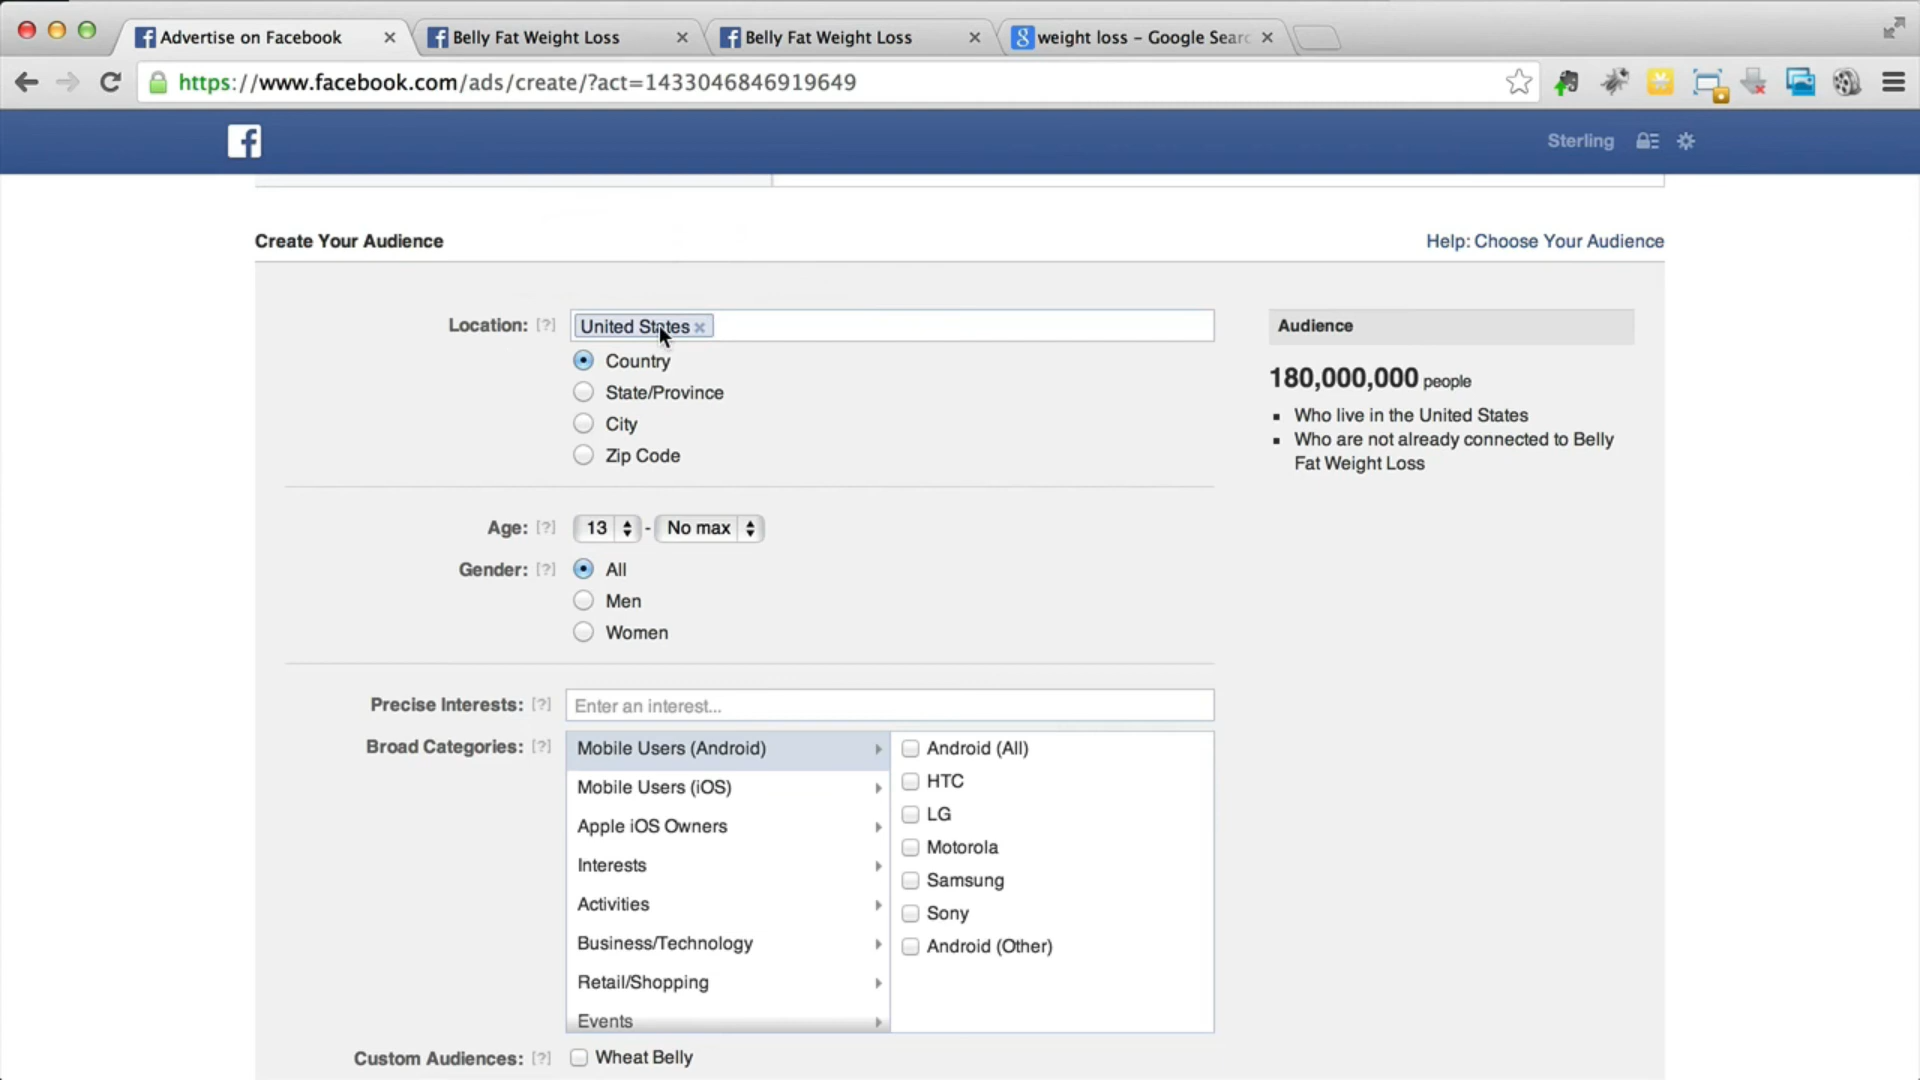 Advertise on Facebook
Belly Fat Weight Loss
Belly Fat Weight Loss
weight loss – Google Searc
https://www.facebook.com/ads/create/?act=1433046846919649
Sterling
Create Your Audience
Help: Choose Your Audience
Location: [?]
United States
Country
State/Province
City
Zip Code
Audience
180,000,000 people
Who live in the United States
Who are not already connected to Belly
Fat Weight Loss
Age: [?] 13 - No max
Gender: [?] All
Men
Women
Precise Interests: [?] Enter an interest...
Broad Categories: [?]
Mobile Users (Android)
Mobile Users (iOS)
Apple iOS Owners
Interests
Activities
Business/Technology
Retail/Shopping
Events
Android (All)
HTC
LG
Motorola
Samsung
Sony
Android (Other)
Custom Audiences: [?] Wheat Belly